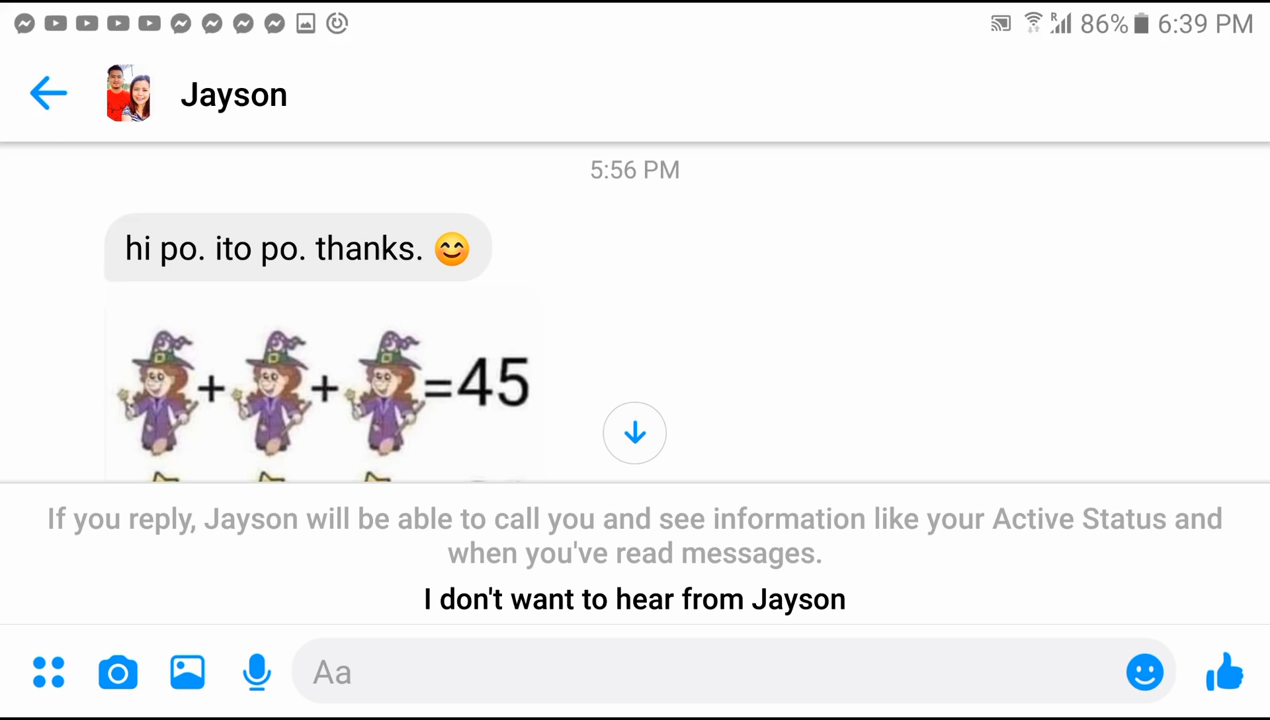 86% 6:39 PM
Jayson
5:56 PM
hi po. ito po. thanks. 😊
+ + =45
If you reply, Jayson will be able to call you and see information like your Active Status and
when you've read messages.
I don't want to hear from Jayson
Aa